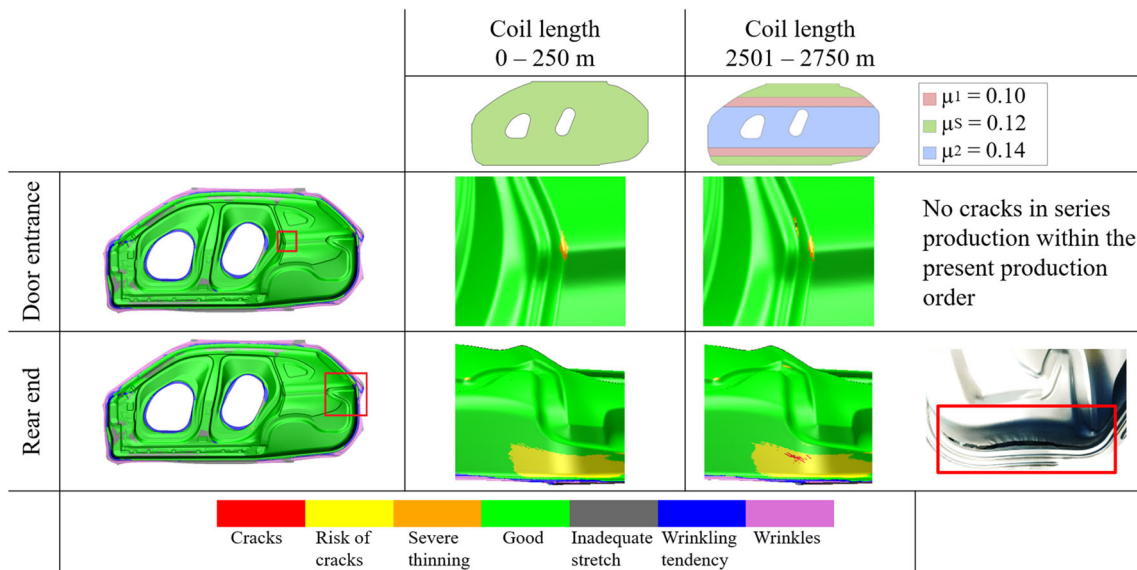 Coil length
0 – 250 m
Coil length
2501 – 2750 m
μ1 = 0.10
μS = 0.12
μ2 = 0.14
Door entrance
No cracks in series
production within the
present production
order
Rear end
Cracks
Risk of
cracks
Severe
thinning
Good
Inadequate
stretch
Wrinkling
tendency
Wrinkles